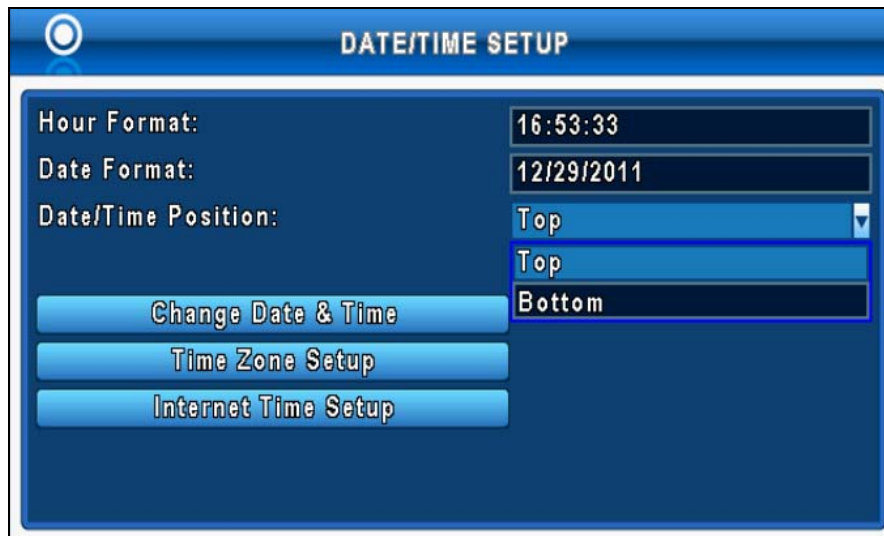 DATE/TIME SETUP
Hour Format: 16:53:33
Date Format: 12/29/2011
Date/Time Position: Top
Top
Bottom
Change Date & Time
Time Zone Setup
Internet Time Setup